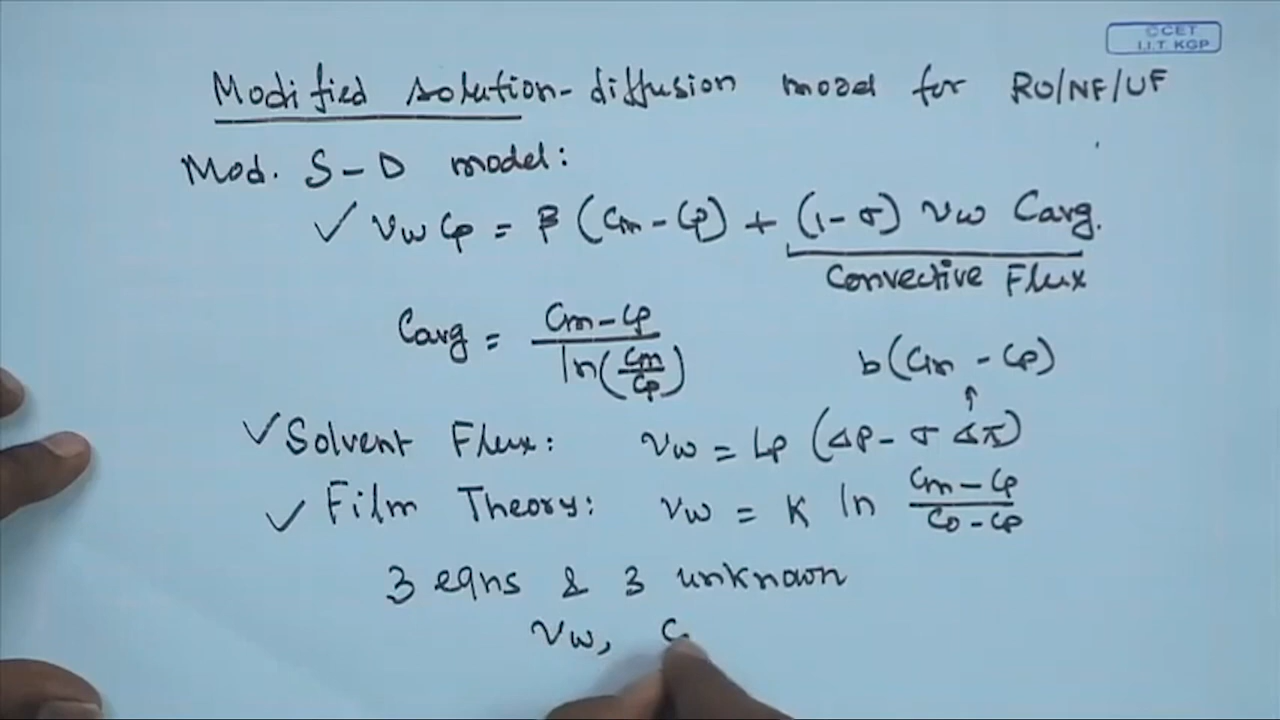 CCET
I.I.T. KGP
Modified solution-diffusion model for RO/NF/UF
Mod. S-D model:
✓ vw Cp = B (Cm - Cp) + (1-σ) vw Cavg.
Convective Flux
Cavg = (Cm - Cp) / ln(Cm/Cp)
b(Cm - Cp)
↑
✓ Solvent Flux: vw = Lp (ΔP - σ Δπ)
✓ Film Theory: vw = K ln (Cm - Cp)/(Co - Cp)
3 eqns & 3 unknown
vw, C